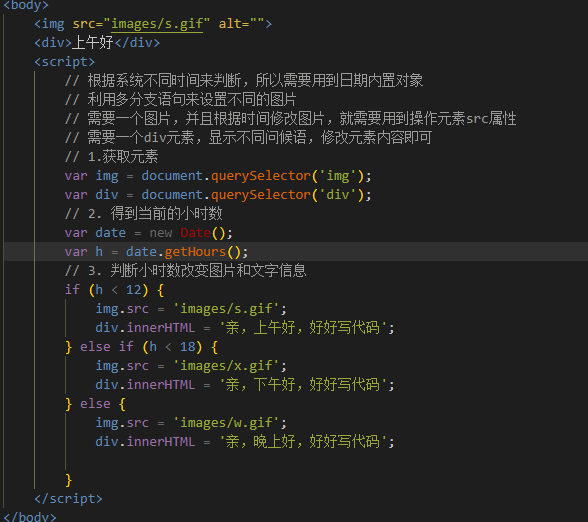 <body>
<img src="images/s.gif" alt="">
<div>上午好</div>
<script>
// 根据系统不同时间来判断，所以需要用到日期内置对象
// 利用多分支语句来设置不同的图片
// 需要一个图片，并且根据时间修改图片，就需要用到操作元素src属性
// 需要一个div元素，显示不同问候语，修改元素内容即可
// 1.获取元素
var img = document.querySelector('img');
var div = document.querySelector('div');
// 2. 得到当前的小时数
var date = new Date();
var h = date.getHours();
// 3. 判断小时数改变图片和文字信息
if (h < 12) {
img.src = 'images/s.gif';
div.innerHTML = '亲，上午好，好好写代码';
} else if (h < 18) {
img.src = 'images/x.gif';
div.innerHTML = '亲，下午好，好好写代码';
} else {
img.src = 'images/w.gif';
div.innerHTML = '亲，晚上好，好好写代码';
}
</script>
</body>